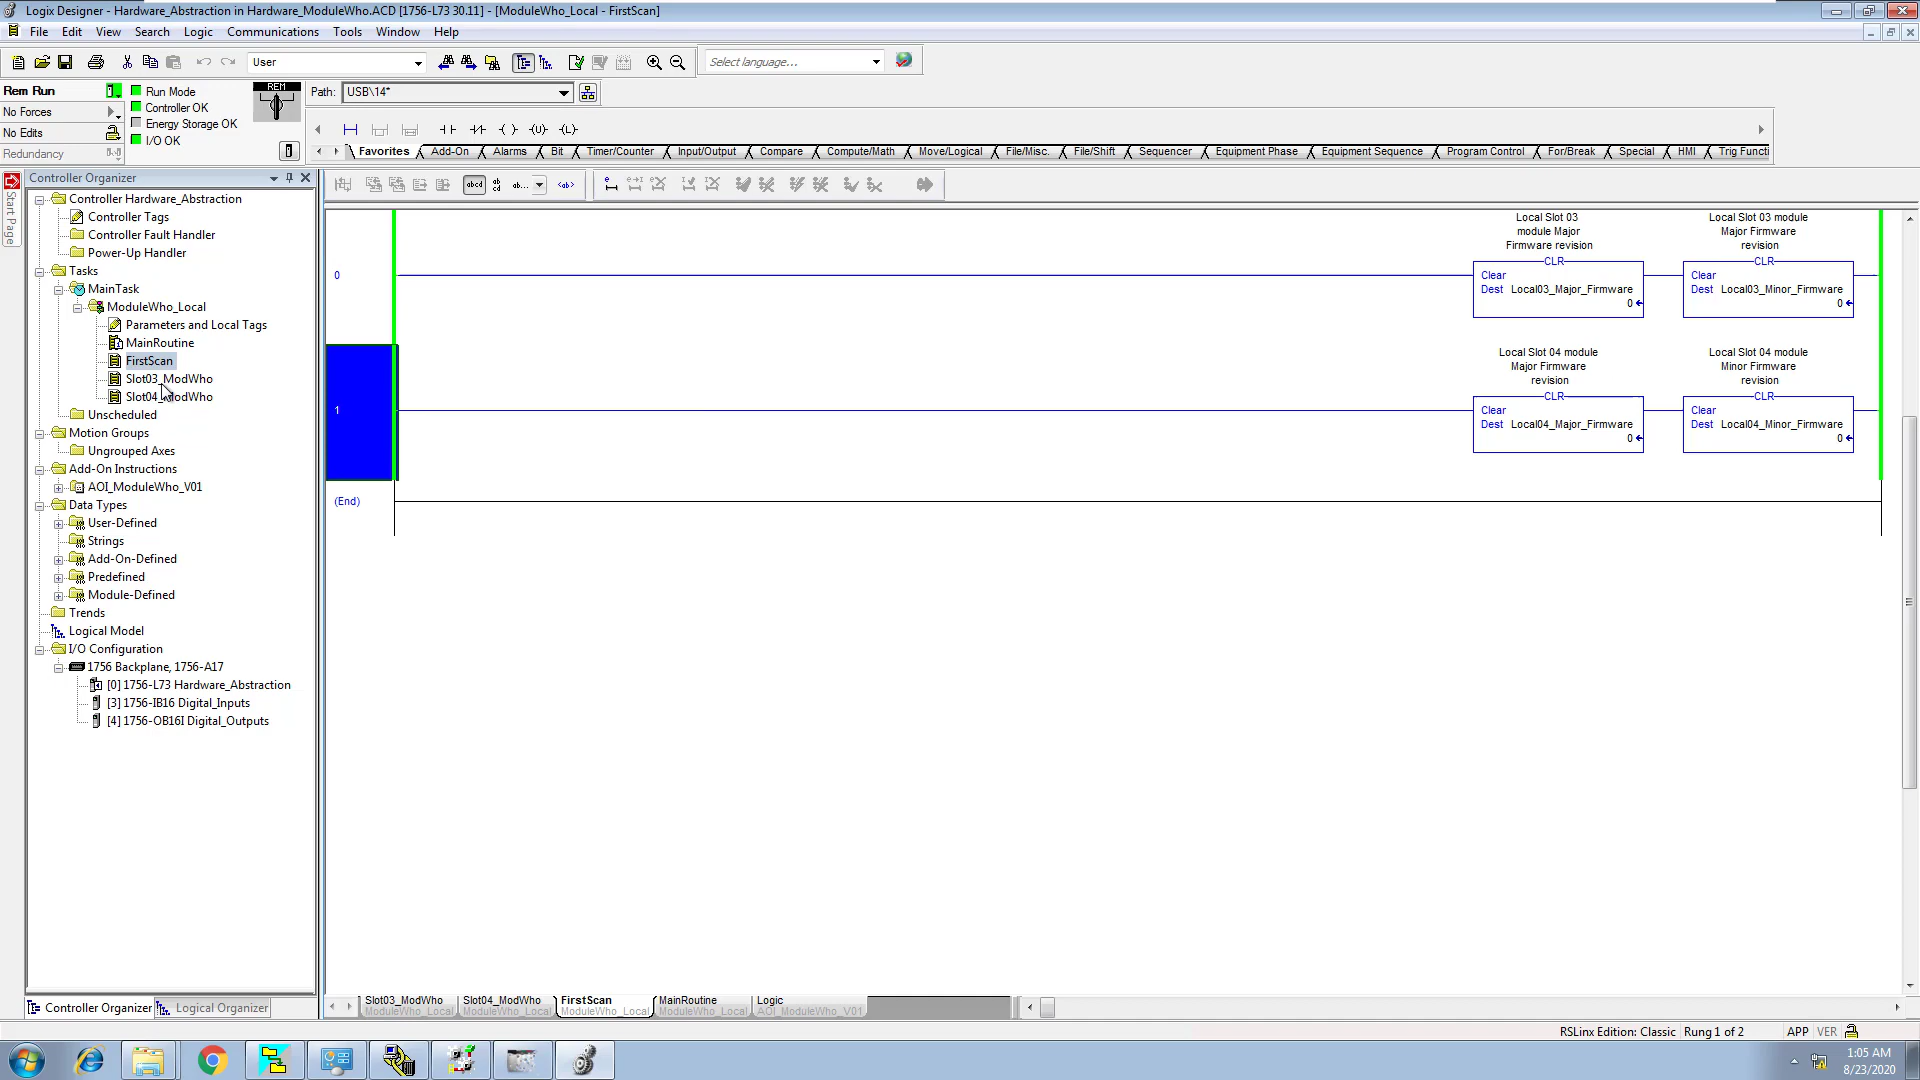 Logix Designer - Hardware_Abstraction in Hardware_ModuleWho.ACD [1756-L73 30.11] - [ModuleWho_Local - FirstScan]
File Edit View Search Logic Communications Tools Window Help
User
Select language...
Rem Run
No Forces
No Edits
Redundancy
Run Mode
Controller OK
Energy Storage OK
I/O OK
REM
Path: USB\14*
Favorites Add-On Alarms Bit Timer/Counter Input/Output Compare Compute/Math Move/Logical File/Misc. File/Shift Sequencer Equipment Phase Equipment Sequence Program Control For/Break Special HMI Trig Functi
Start Page
Controller Organizer
Controller Hardware_Abstraction
Controller Tags
Controller Fault Handler
Power-Up Handler
Tasks
MainTask
ModuleWho_Local
Parameters and Local Tags
MainRoutine
FirstScan
Slot03_ModWho
Slot04_ModWho
Unscheduled
Motion Groups
Ungrouped Axes
Add-On Instructions
AOI_ModuleWho_V01
Data Types
User-Defined
Strings
Add-On-Defined
Predefined
Module-Defined
Trends
Logical Model
I/O Configuration
1756 Backplane, 1756-A17
[0] 1756-L73 Hardware_Abstraction
[3] 1756-IB16 Digital_Inputs
[4] 1756-OB16I Digital_Outputs
Controller Organizer Logical Organizer
abcd
ab
cd
ab...
<ab>
0
Local Slot 03
module Major
Firmware revision
CLR
Clear
Dest Local03_Major_Firmware
0
Local Slot 03 module
Major Firmware
revision
CLR
Clear
Dest Local03_Minor_Firmware
0
1
Local Slot 04 module
Major Firmware
revision
CLR
Clear
Dest Local04_Major_Firmware
0
Local Slot 04 module
Minor Firmware
revision
CLR
Clear
Dest Local04_Minor_Firmware
0
(End)
Slot03_ModWho
ModuleWho_Local
Slot04_ModWho
ModuleWho_Local
FirstScan
ModuleWho_Local
MainRoutine
ModuleWho_Local
Logic
AOI_ModuleWho_V01
RSLinx Edition: Classic Rung 1 of 2 APP VER
1:05 AM
8/23/2020